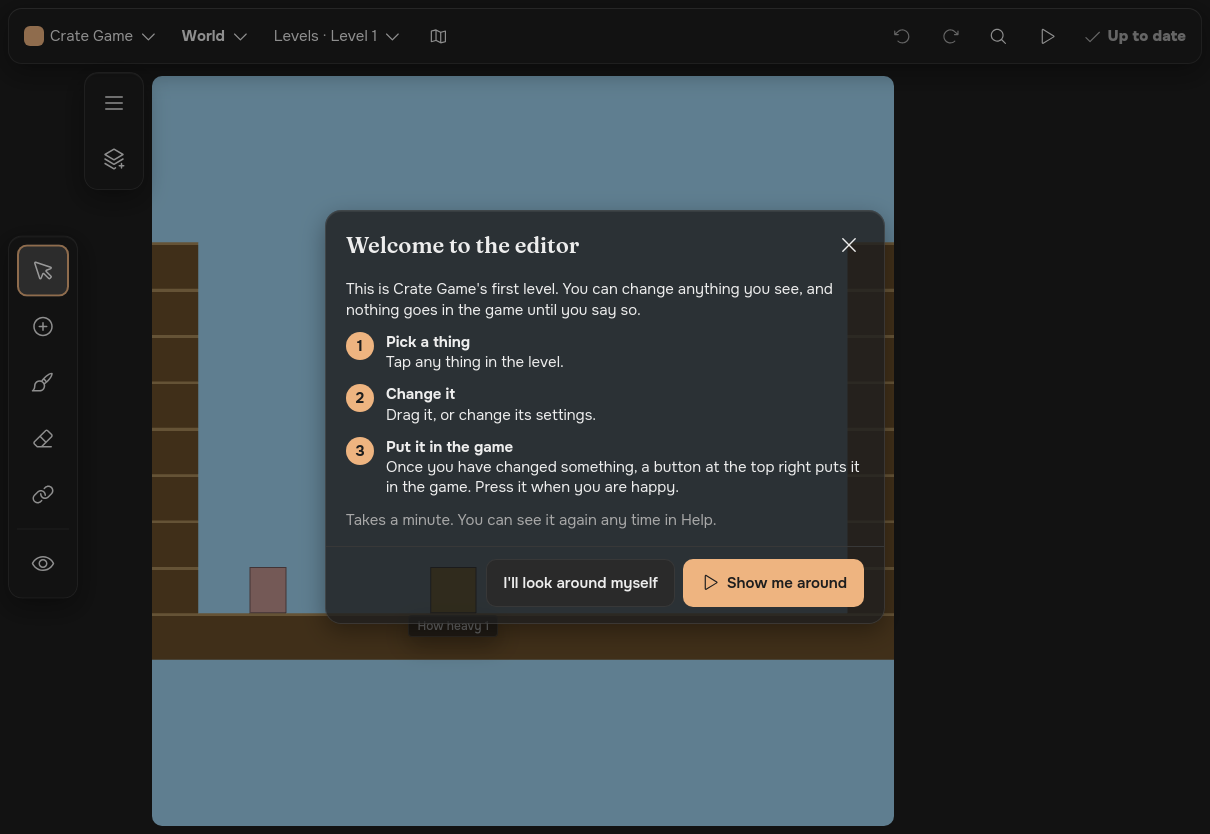 Crate Game
World
Levels · Level 1
Up to date
Welcome to the editor
This is Crate Game's first level. You can change anything you see, and
nothing goes in the game until you say so.
1
Pick a thing
Tap any thing in the level.
2
Change it
Drag it, or change its settings.
3
Put it in the game
Once you have changed something, a button at the top right puts it
in the game. Press it when you are happy.
Takes a minute. You can see it again any time in Help.
I'll look around myself
Show me around
How heavy 1